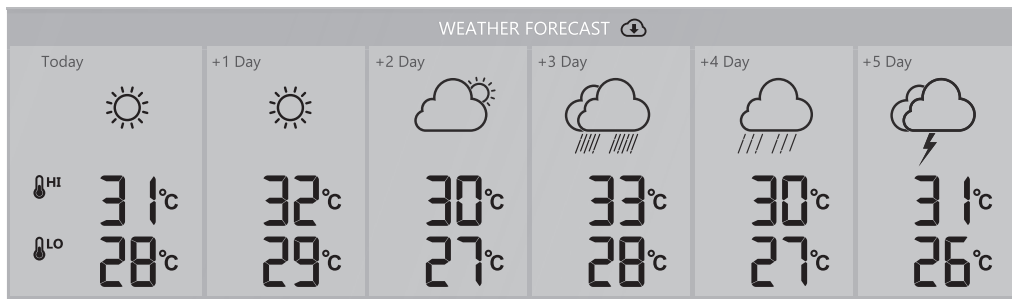 WEATHER FORECAST
Today +1 Day +2 Day +3 Day +4 Day +5 Day
HI 31°C 32°C 30°C 33°C 30°C 31°C
LO 28°C 29°C 27°C 28°C 27°C 26°C